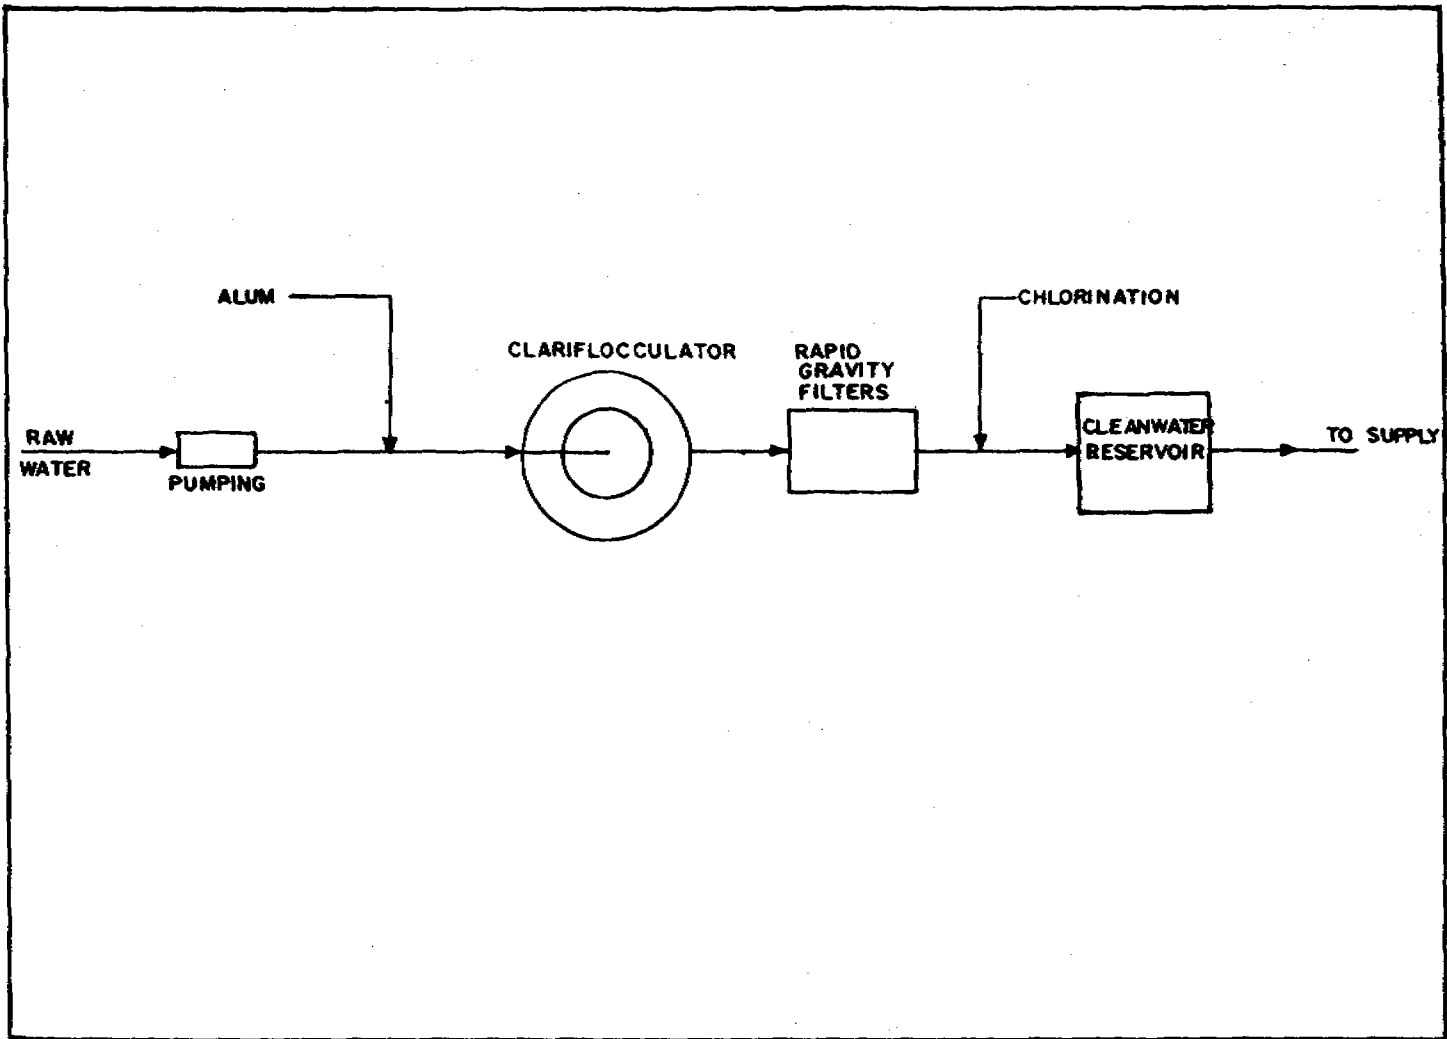 ALUM
CHLORINATION
CLARIFLOCCULATOR
RAPID
GRAVITY
FILTERS
RAW
WATER
PUMPING
CLEANWATER
RESERVOIR
TO SUPPLY